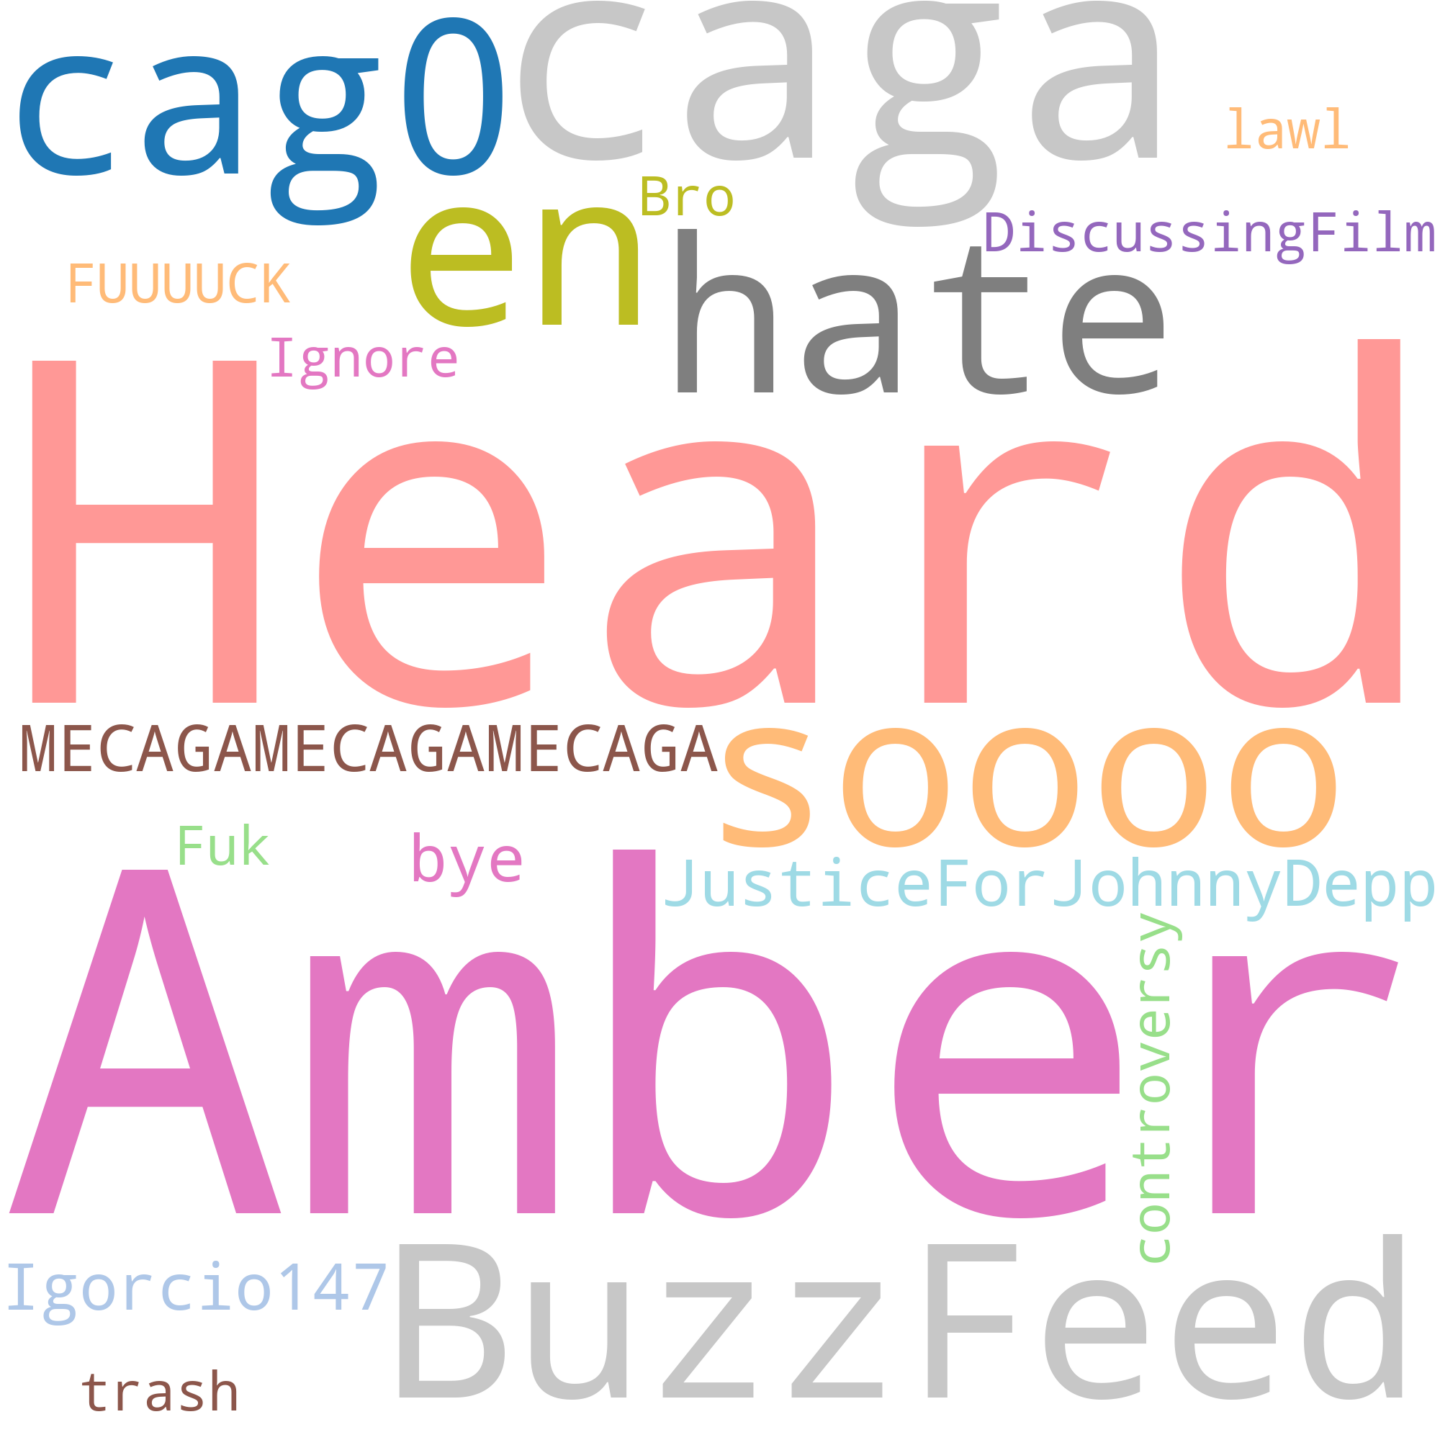 cagO caga
lawl
en Bro
DiscussingFilm
FUUUUCK
hate
Ignore
Heard
MECAGAMECAGAMECAGA soooo
Fuk bye JusticeForJohnnyDepp
Amber
controversy
Igorcio147 BuzzFeed
trash